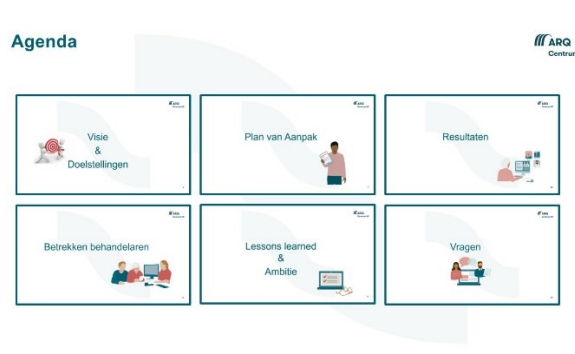 Agenda
ARQ
Centrum
Visie
&
Doelstellingen
Plan van Aanpak
Resultaten
Betrekken behandelaren
Lessons learned
&
Ambitie
Vragen